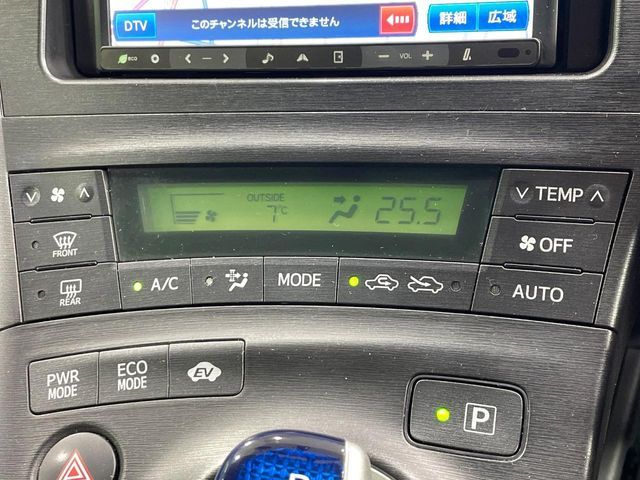 DTV このチャンネルは受信できません 詳細 広域
eco VOL
OUTSIDE
7℃ 25.5
TEMP
FRONT OFF
REAR A/C MODE AUTO
PWR MODE ECO MODE EV
P